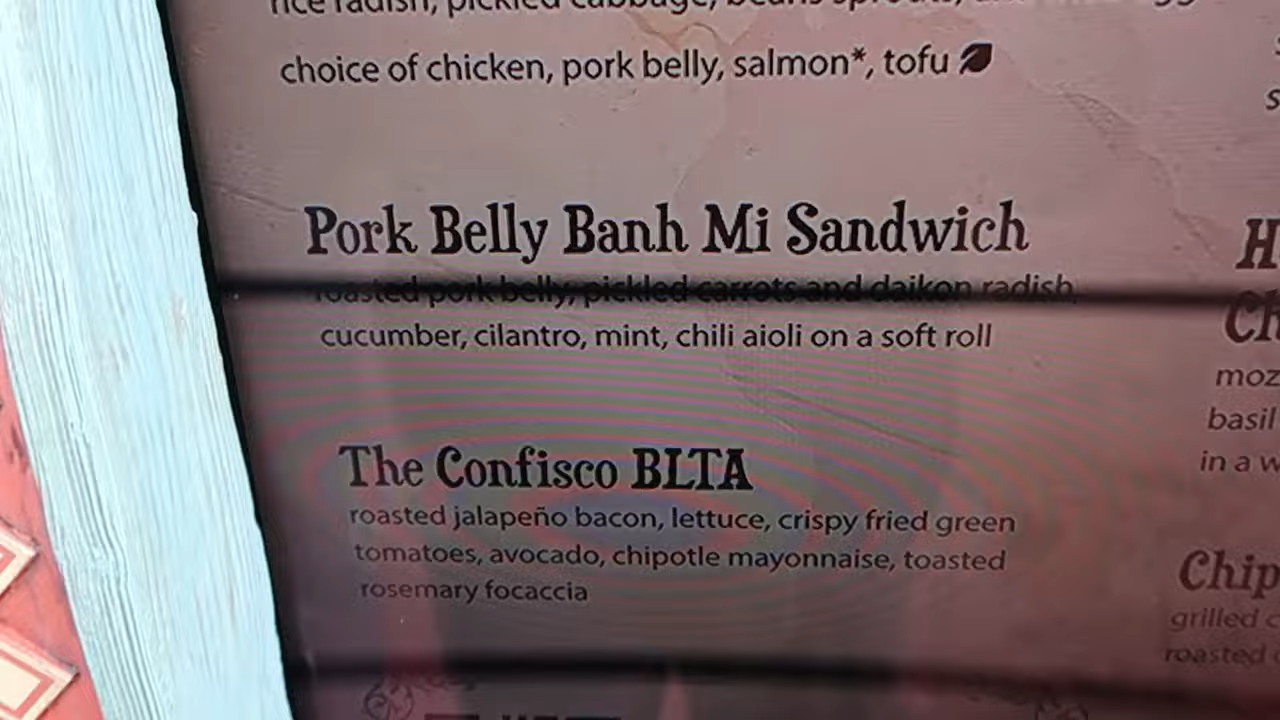 rice radish, pickled cabbage, beans sprouts,
choice of chicken, pork belly, salmon*, tofu
Pork Belly Banh Mi Sandwich
roasted pork belly, pickled carrots and daikon radish,
cucumber, cilantro, mint, chili aioli on a soft roll
The Confisco BLTA
roasted jalapeño bacon, lettuce, crispy fried green
tomatoes, avocado, chipotle mayonnaise, toasted
rosemary focaccia
H
Ch
moz
basil
in a w
Chip
grilled c
roasted